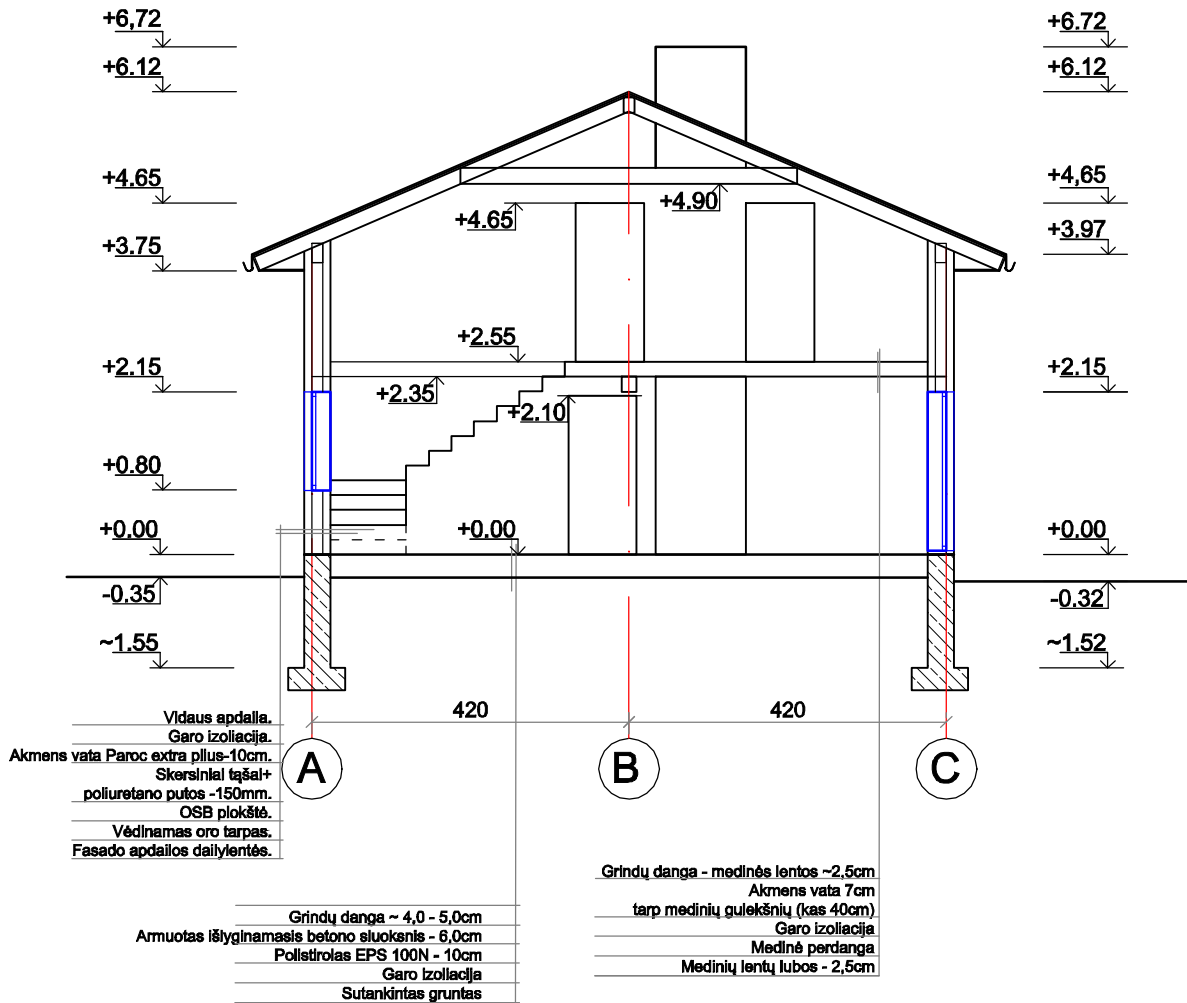 +6,72
+6.72
+6.12
+6.12
+4.65
+4,65
+4.90
+4.65
+3.75
+3.97
+2.55
+2.15
+2.15
+2.35
+2.10
+0.80
+0.00
+0.00
+0.00
-0.35
-0.32
~1.55
~1.52
420
420
A
B
C
Vidaus apdaila.
Garo izoliacija.
Akmens vata Paroc extra plius-10cm.
Skersiniai tąšai+
poliuretano putos -150mm.
OSB plokštė.
Vėdinamas oro tarpas.
Fasado apdailos dailylentės.
Grindų danga - medinės lentos ~2,5cm
Akmens vata 7cm
tarp medinių gulekšnių (kas 40cm)
Garo izoliacija
Medinė perdanga
Medinių lentų lubos - 2,5cm
Grindų danga ~ 4,0 - 5,0cm
Armuotas išlyginamasis betono sluoksnis - 6,0cm
Polistirolas EPS 100N - 10cm
Garo izoliacija
Sutankintas gruntas